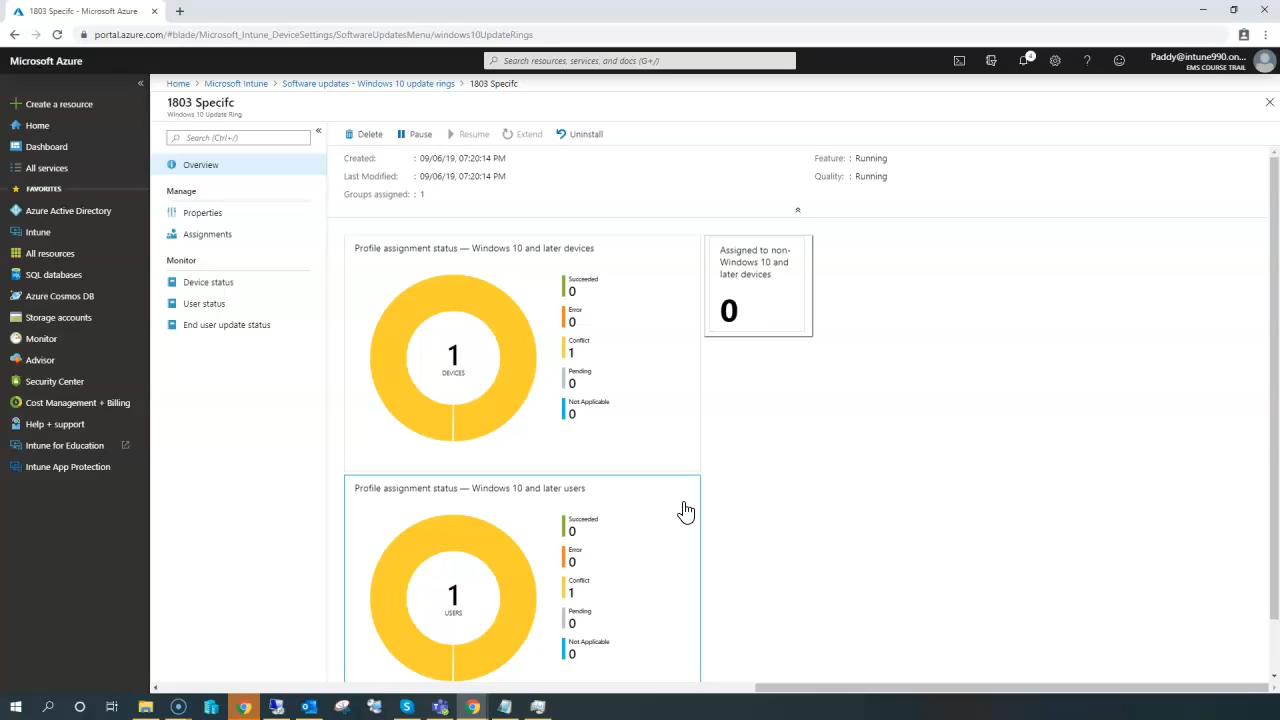 1803 Specifc - Microsoft Azure
portal.azure.com/#blade/Microsoft_Intune_DeviceSettings/SoftwareUpdatesMenu/windows10UpdateRings
Microsoft Azure
Search resources, services, and docs (G+/)
4
Paddy@intune990.on...
EMS COURSE TRAIL
Home > Microsoft Intune > Software updates - Windows 10 update rings > 1803 Specifc
1803 Specifc
Windows 10 Update Ring
Search (Ctrl+/)
Overview
Manage
Properties
Assignments
Monitor
Device status
User status
End user update status
Create a resource
Home
Dashboard
All services
FAVORITES
Azure Active Directory
Intune
All resources
SQL databases
Azure Cosmos DB
Storage accounts
Monitor
Advisor
Security Center
Cost Management + Billing
Help + support
Intune for Education
Intune App Protection
Delete Pause Resume Extend Uninstall
Created: : 09/06/19, 07:20:14 PM
Last Modified: : 09/06/19, 07:20:14 PM
Groups assigned: : 1
Feature: : Running
Quality: : Running
Profile assignment status — Windows 10 and later devices
1
DEVICES
Succeeded
0
Error
0
Conflict
1
Pending
0
Not Applicable
0
Assigned to non-
Windows 10 and
later devices
0
Profile assignment status — Windows 10 and later users
1
USERS
Succeeded
0
Error
0
Conflict
1
Pending
0
Not Applicable
0